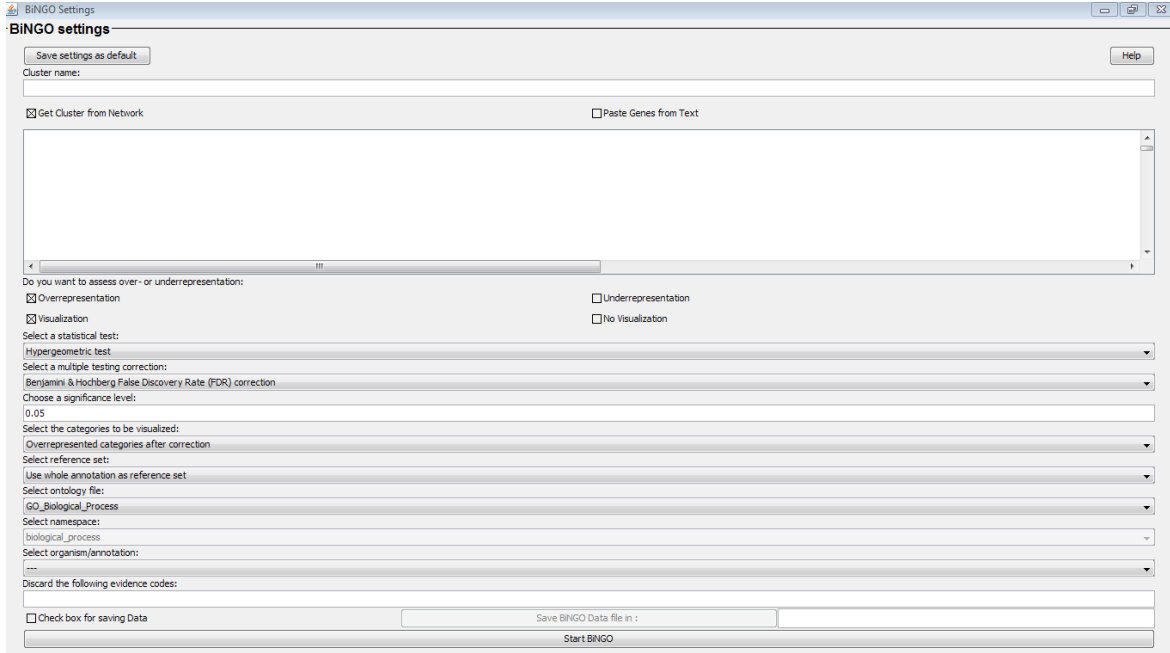 BiNGO Settings
BiNGO settings
Save settings as default
Help
Cluster name:
Get Cluster from Network
Paste Genes from Text
Do you want to assess over- or underrepresentation:
Overrepresentation
Underrepresentation
Visualization
No Visualization
Select a statistical test:
Hypergeometric test
Select a multiple testing correction:
Benjamini & Hochberg False Discovery Rate (FDR) correction
Choose a significance level:
0.05
Select the categories to be visualized:
Overrepresented categories after correction
Select reference set:
Use whole annotation as reference set
Select ontology file:
GO_Biological_Process
Select namespace:
biological_process
Select organism/annotation:
---
Discard the following evidence codes:
Check box for saving Data
Save BiNGO Data file in :
Start BiNGO